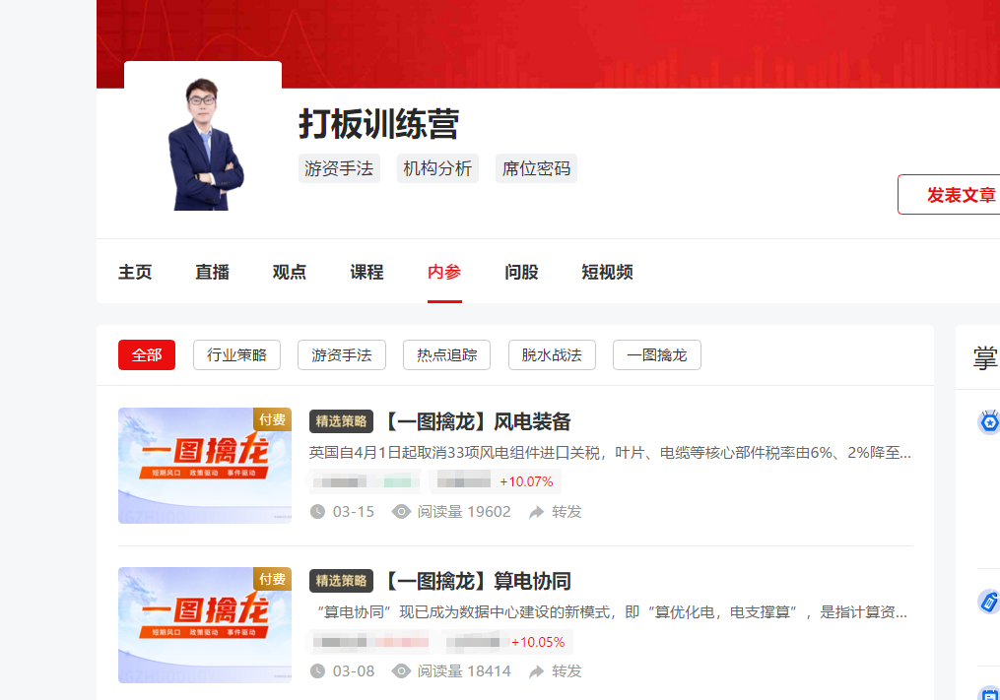 打板训练营
游资手法 机构分析 席位密码
发表文章
主页 直播 观点 课程 内参 问股 短视频
全部 行业策略 游资手法 热点追踪 脱水战法 一图擒龙
掌
付费
一图擒龙
短期风口 政策驱动 事件驱动
精选策略 【一图擒龙】风电装备
英国自4月1日起取消33项风电组件进口关税，叶片、电缆等核心部件税率由6%、2%降至...
+10.07%
03-15 阅读量 19602 转发
付费
一图擒龙
短期风口 政策驱动 事件驱动
精选策略 【一图擒龙】算电协同
“算电协同”现已成为数据中心建设的新模式，即“算优化电，电支撑算”，是指计算资...
+10.05%
03-08 阅读量 18414 转发